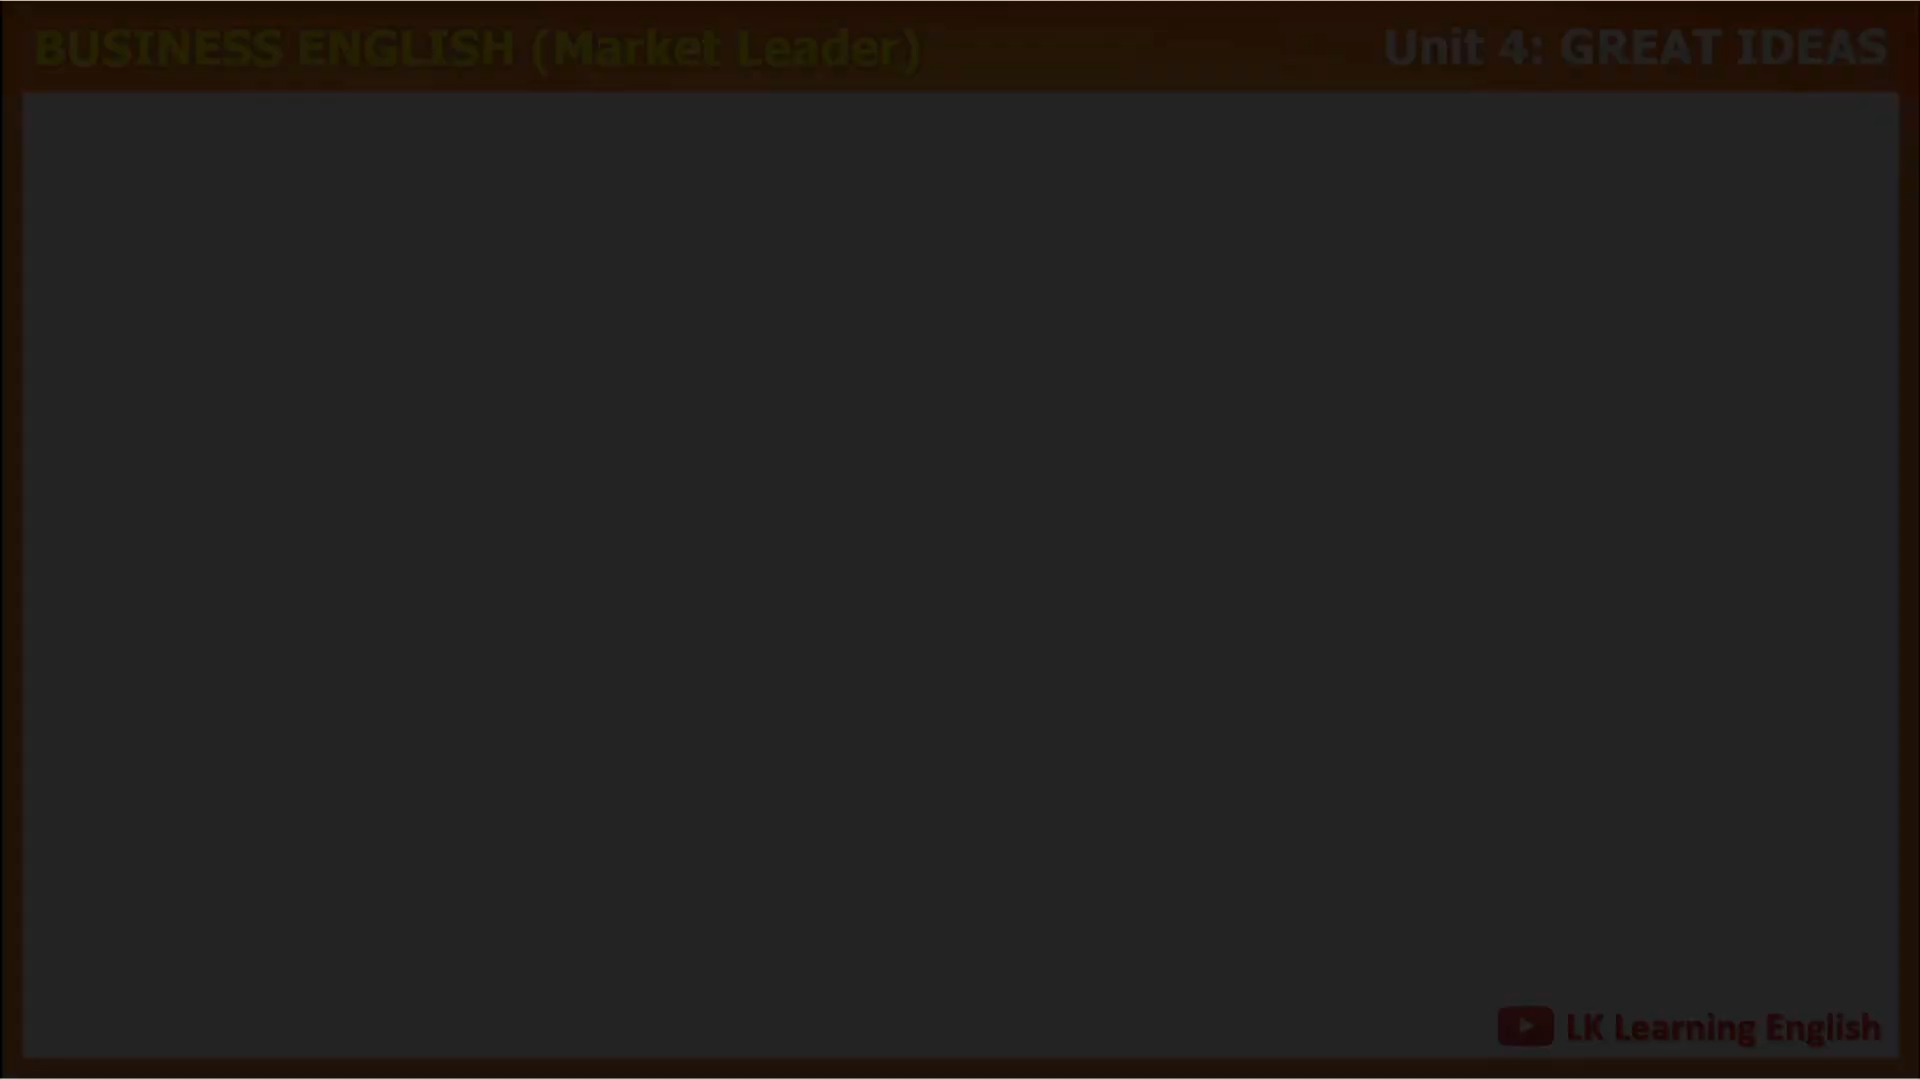 BUSINESS ENGLISH (Market Leader)
Unit 4: GREAT IDEAS
LK Learning English